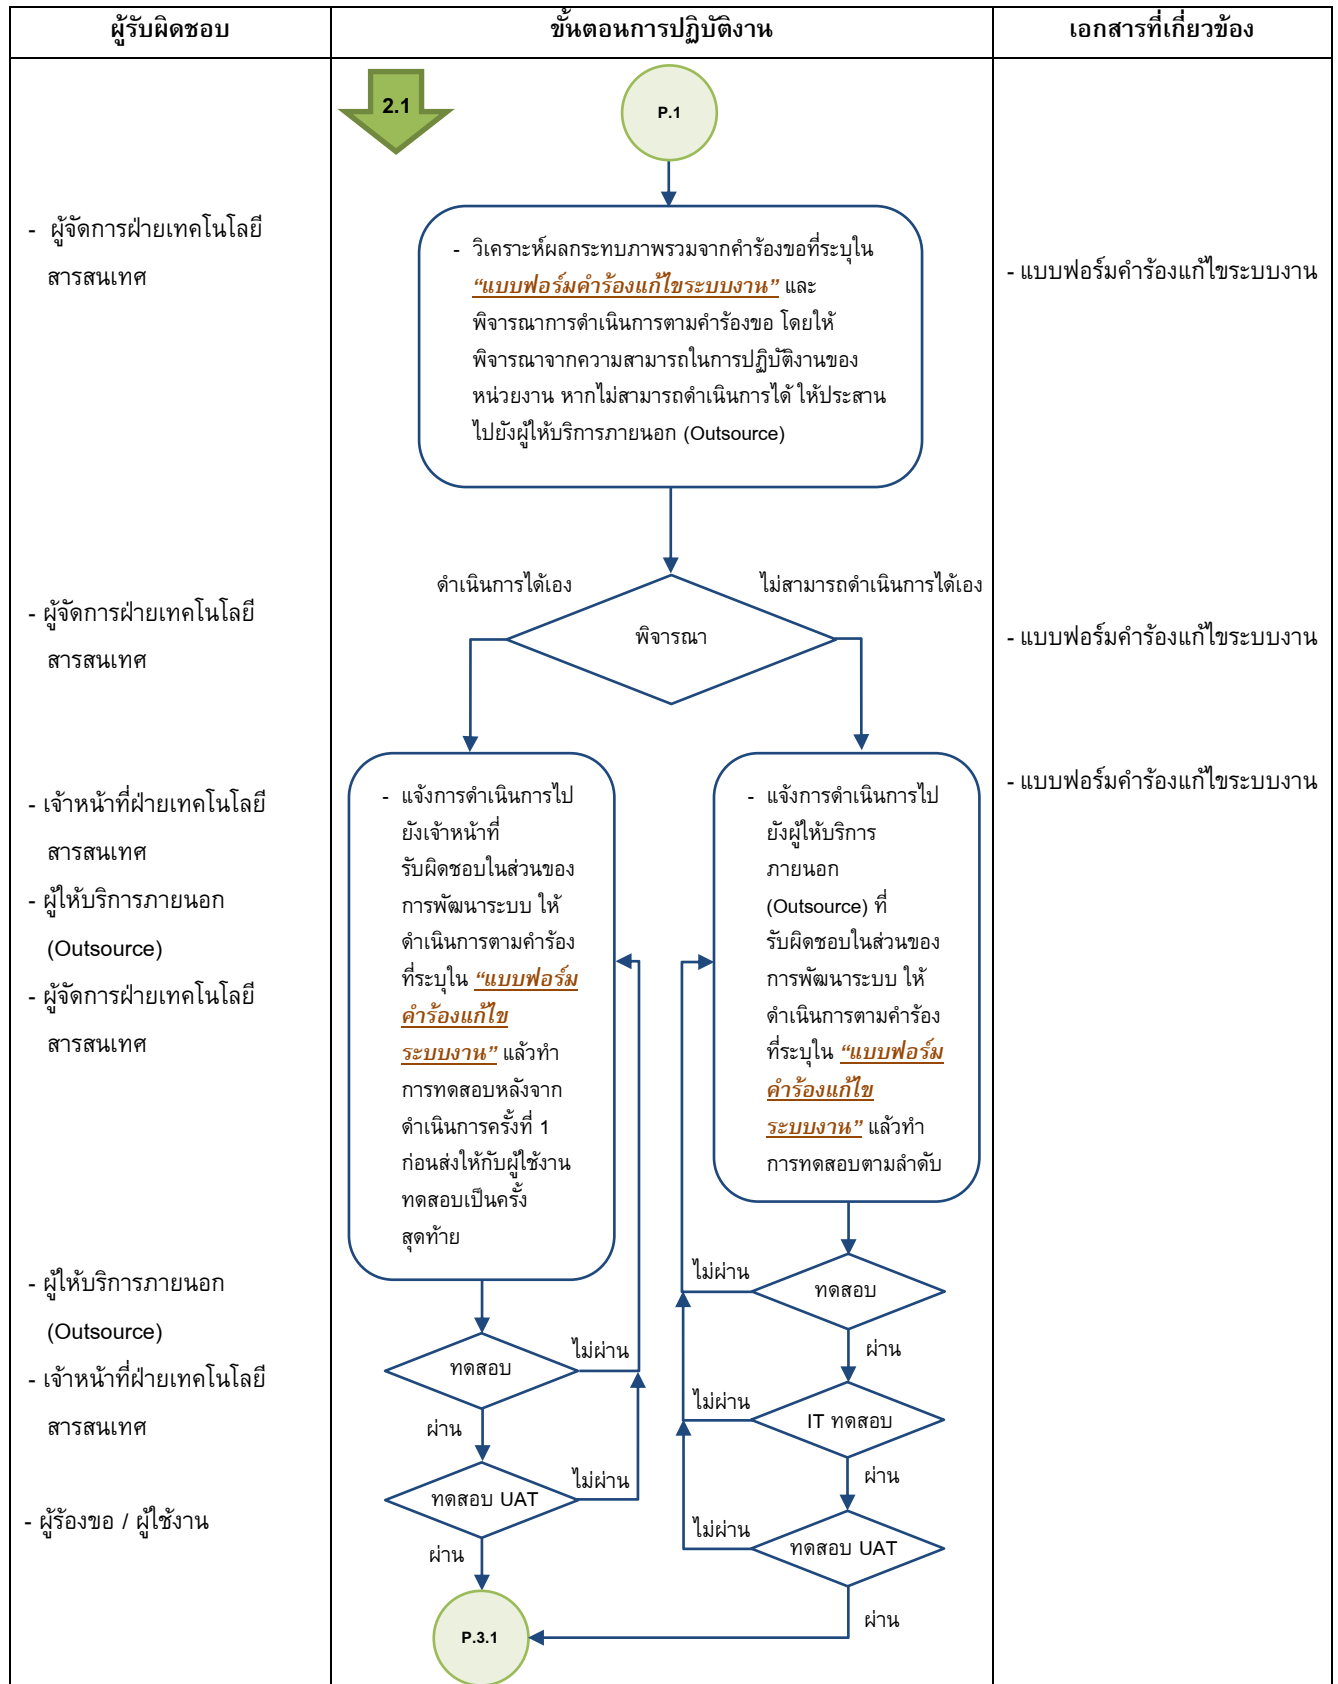 ผู้รับผิดชอบ
ขั้นตอนการปฏิบัติงาน
เอกสารที่เกี่ยวข้อง
2.1
P.1
- ผู้จัดการฝ่ายเทคโนโลยี
สารสนเทศ
- วิเคราะห์ผลกระทบภาพรวมจากคำร้องขอที่ระบุใน
“แบบฟอร์มคำร้องแก้ไขระบบงาน” และ
พิจารณาการดำเนินการตามคำร้องขอ โดยให้
พิจารณาจากความสามารถในการปฏิบัติงานของ
หน่วยงาน หากไม่สามารถดำเนินการได้ ให้ประสาน
ไปยังผู้ให้บริการภายนอก (Outsource)
- แบบฟอร์มคำร้องแก้ไขระบบงาน
ดำเนินการได้เอง
ไม่สามารถดำเนินการได้เอง
- ผู้จัดการฝ่ายเทคโนโลยี
สารสนเทศ
พิจารณา
- แบบฟอร์มคำร้องแก้ไขระบบงาน
- เจ้าหน้าที่ฝ่ายเทคโนโลยี
สารสนเทศ
- ผู้ให้บริการภายนอก
(Outsource)
- ผู้จัดการฝ่ายเทคโนโลยี
สารสนเทศ
- แจ้งการดำเนินการไป
ยังเจ้าหน้าที่
รับผิดชอบในส่วนของ
การพัฒนาระบบ ให้
ดำเนินการตามคำร้อง
ที่ระบุใน “แบบฟอร์ม
คำร้องแก้ไข
ระบบงาน” แล้วทำ
การทดสอบหลังจาก
ดำเนินการครั้งที่ 1
ก่อนส่งให้กับผู้ใช้งาน
ทดสอบเป็นครั้ง
สุดท้าย
- แจ้งการดำเนินการไป
ยังผู้ให้บริการ
ภายนอก
(Outsource) ที่
รับผิดชอบในส่วนของ
การพัฒนาระบบ ให้
ดำเนินการตามคำร้อง
ที่ระบุใน “แบบฟอร์ม
คำร้องแก้ไข
ระบบงาน” แล้วทำ
การทดสอบตามลำดับ
- แบบฟอร์มคำร้องแก้ไขระบบงาน
- ผู้ให้บริการภายนอก
(Outsource)
- เจ้าหน้าที่ฝ่ายเทคโนโลยี
สารสนเทศ
- ผู้ร้องขอ / ผู้ใช้งาน
ทดสอบ
ไม่ผ่าน
ผ่าน
ทดสอบ UAT
ไม่ผ่าน
ผ่าน
ไม่ผ่าน
ทดสอบ
ผ่าน
ไม่ผ่าน
IT ทดสอบ
ผ่าน
ไม่ผ่าน
ทดสอบ UAT
ผ่าน
P.3.1